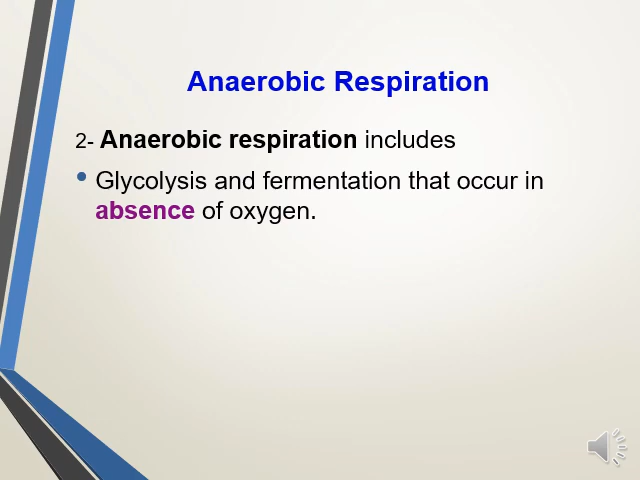 Anaerobic Respiration
2- Anaerobic respiration includes
• Glycolysis and fermentation that occur in
absence of oxygen.